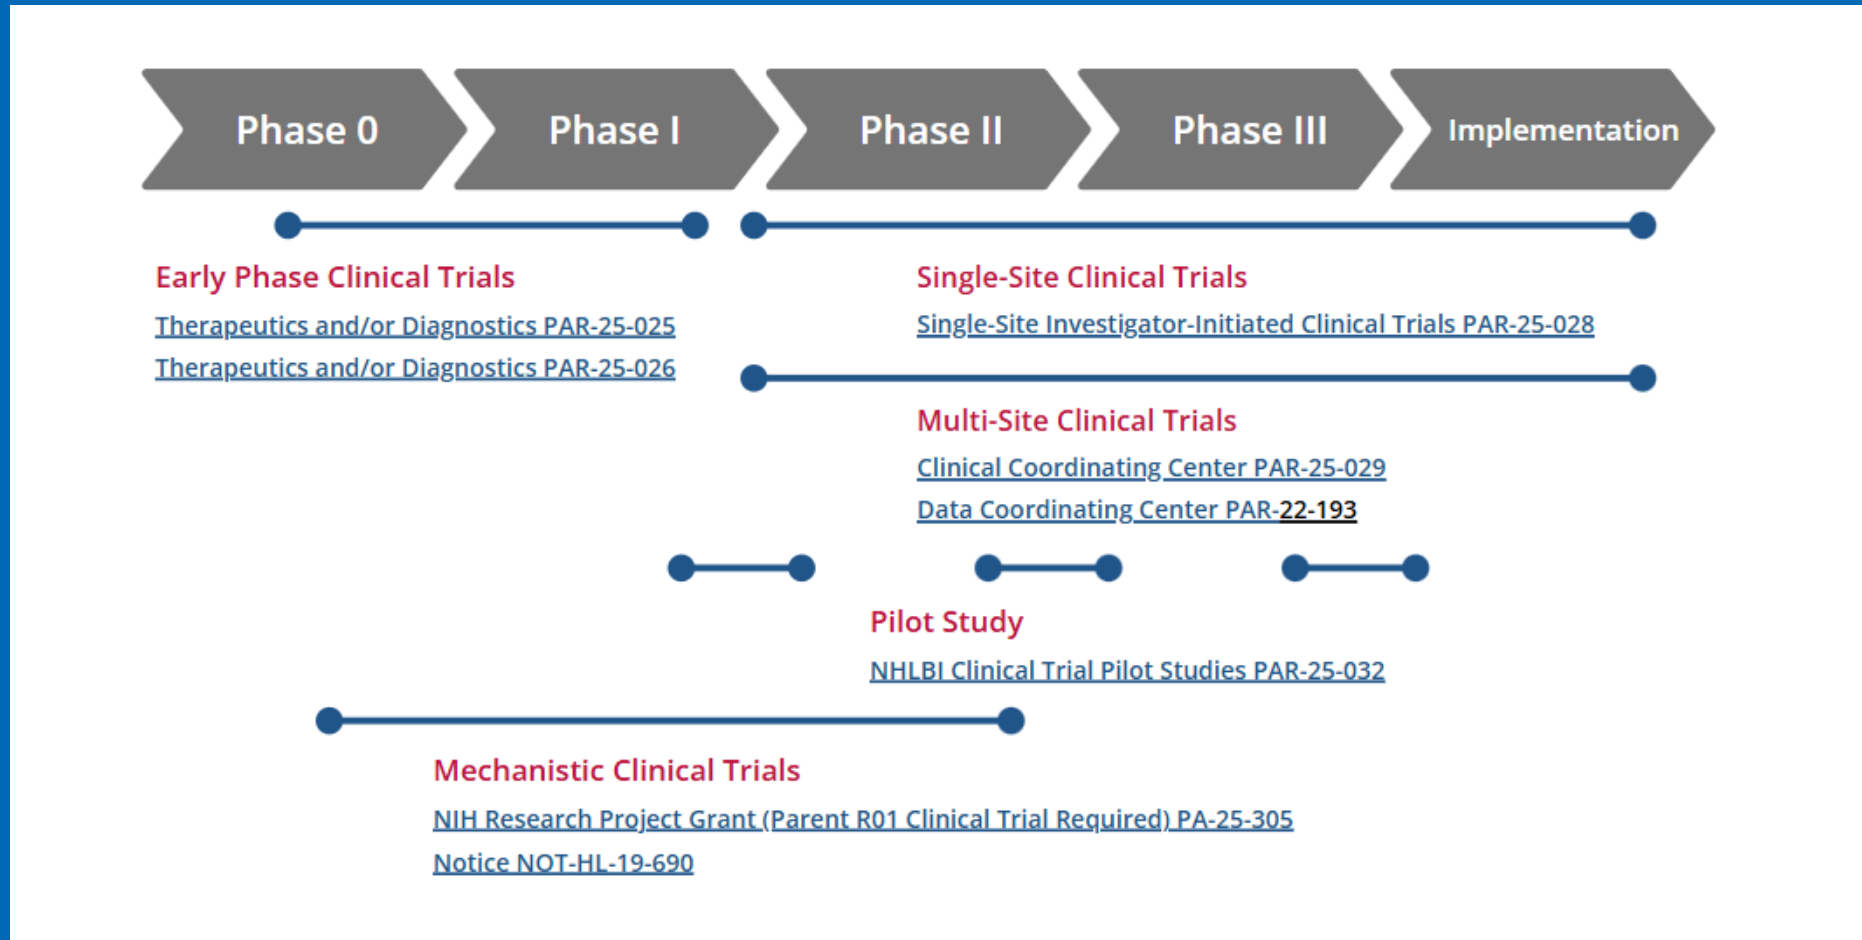 Phase 0
Phase I
Phase II
Phase III
Implementation
Early Phase Clinical Trials
Therapeutics and/or Diagnostics PAR-25-025
Therapeutics and/or Diagnostics PAR-25-026
Single-Site Clinical Trials
Single-Site Investigator-Initiated Clinical Trials PAR-25-028
Multi-Site Clinical Trials
Clinical Coordinating Center PAR-25-029
Data Coordinating Center PAR-22-193
Pilot Study
NHLBI Clinical Trial Pilot Studies PAR-25-032
Mechanistic Clinical Trials
NIH Research Project Grant (Parent R01 Clinical Trial Required) PA-25-305
Notice NOT-HL-19-690